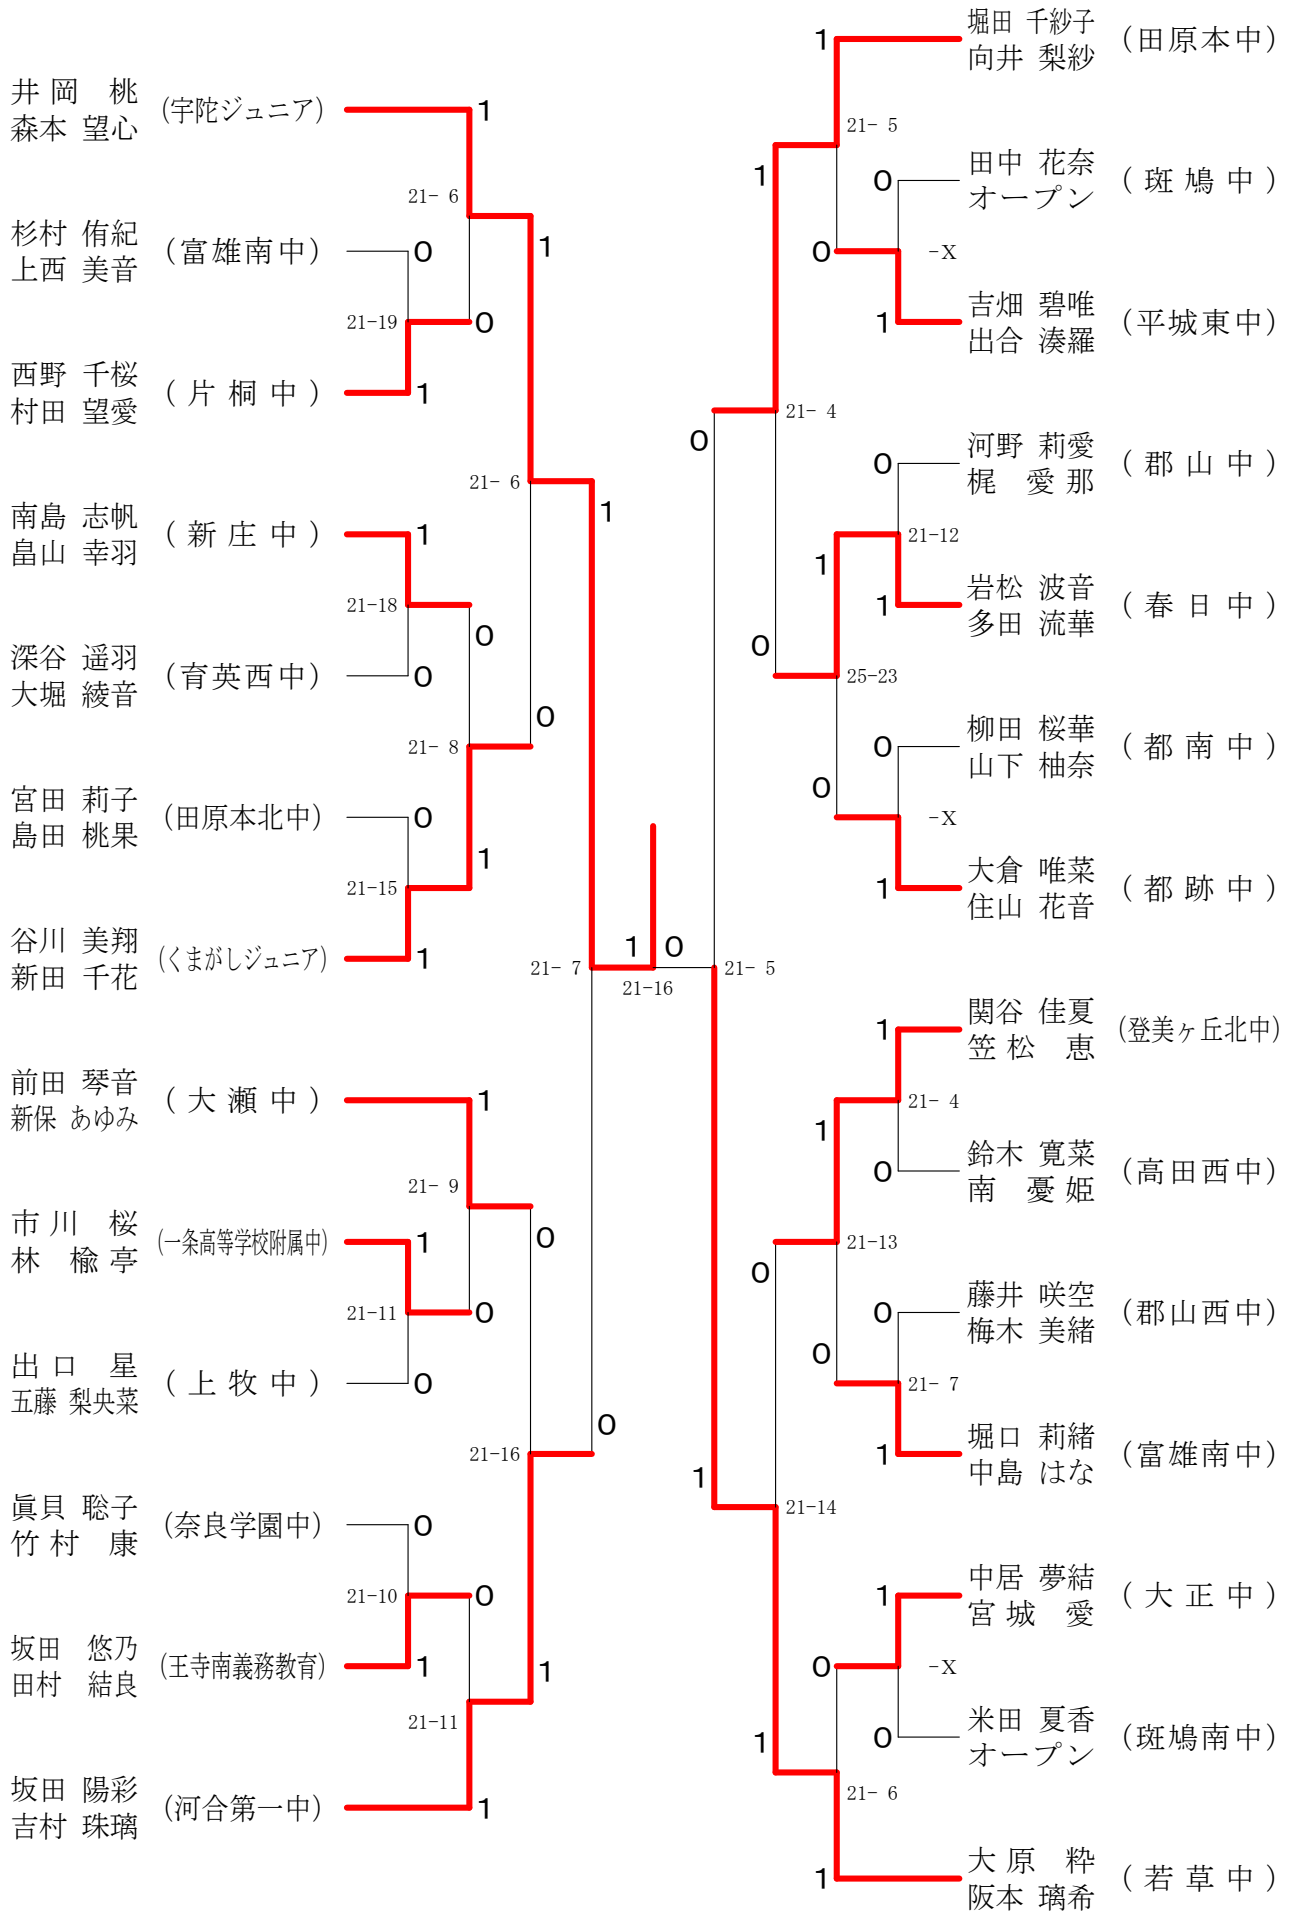 井岡 桃
森本 望心
(宇陀ジュニア)
1
21- 6
杉村 侑紀
上西 美音
(富雄南中)
0
1
21-19
0
西野 千桜
村田 望愛
(片桐中)
1
21- 6
南島 志帆
畠山 幸羽
(新庄中)
1
1
21-18
0
深谷 遥羽
大堀 綾音
(育英西中)
0
0
21- 8
宮田 莉子
島田 桃果
(田原本北中)
0
1
21-15
谷川 美翔
新田 千花
(くまがしジュニア)
1
21- 7
1
0
21-16
前田 琴音
新保 あゆみ
(大瀬中)
1
21- 9
市川 桜
林 楡亭
(一条高等学校附属中)
1
0
21-11
0
出口 星
五藤 梨央菜
(上牧中)
0
0
21-16
眞貝 聡子
竹村 康
(奈良学園中)
0
21-10
0
坂田 悠乃
田村 結良
(王寺南義務教育)
1
1
21-11
坂田 陽彩
吉村 珠璃
(河合第一中)
1
堀田 千紗子
向井 梨紗
(田原本中)
1
21- 5
1
田中 花奈
オープン
(斑鳩中)
0
0
-X
吉畑 碧唯
出合 湊羅
(平城東中)
1
21- 4
0
河野 莉愛
梶 愛那
(郡山中)
0
21-12
1
岩松 波音
多田 流華
(春日中)
1
0
25-23
柳田 桜華
山下 柚奈
(都南中)
0
0
-X
大倉 唯菜
住山 花音
(都跡中)
1
21- 5
関谷 佳夏
笠松 恵
(登美ヶ丘北中)
1
21- 4
1
鈴木 寛菜
南 憂姫
(高田西中)
0
21-13
0
藤井 咲空
梅木 美緒
(郡山西中)
0
0
21- 7
堀口 莉緒
中島 はな
(富雄南中)
1
1
21-14
中居 夢結
宮城 愛
(大正中)
1
0
-X
米田 夏香
オープン
(斑鳩南中)
0
1
21- 6
大原 粋
阪本 璃希
(若草中)
1